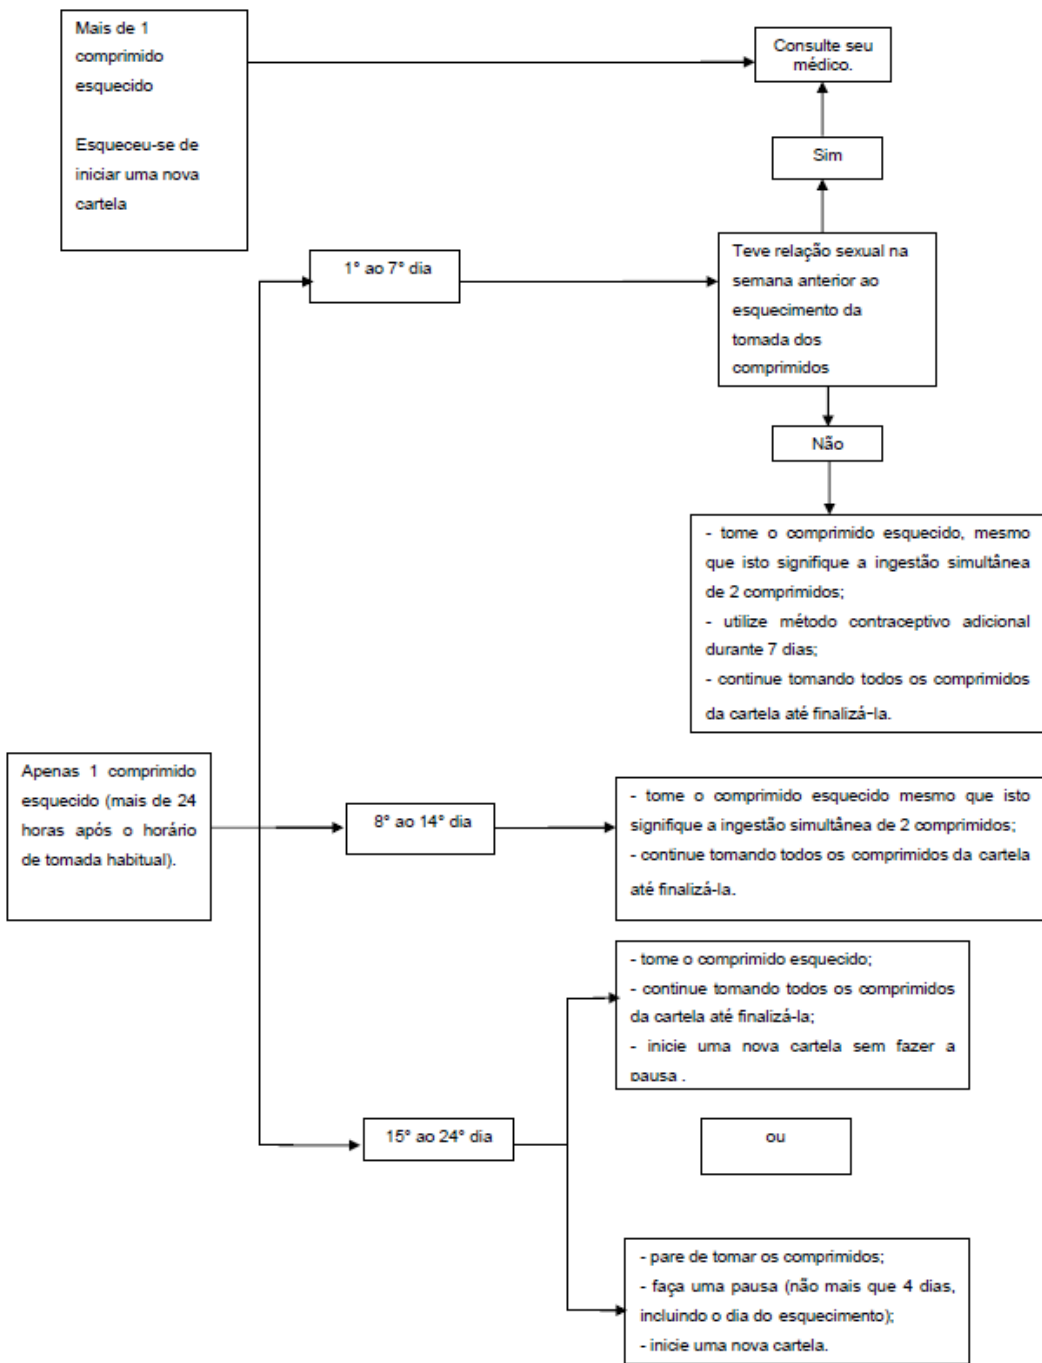 Mais de 1
comprimido
esquecido
Esqueceu-se de
iniciar uma nova
cartela
Consulte seu
médico.
Sim
1° ao 7° dia
Teve relação sexual na
semana anterior ao
esquecimento da
tomada dos
comprimidos
Não
- tome o comprimido esquecido, mesmo
que isto signifique a ingestão simultânea
de 2 comprimidos;
- utilize método contraceptivo adicional
durante 7 dias;
- continue tomando todos os comprimidos
da cartela até finalizá-la.
Apenas 1 comprimido
esquecido (mais de 24
horas após o horário
de tomada habitual).
8° ao 14° dia
- tome o comprimido esquecido mesmo que isto
signifique a ingestão simultânea de 2 comprimidos;
- continue tomando todos os comprimidos da cartela
até finalizá-la.
15° ao 24° dia
- tome o comprimido esquecido;
- continue tomando todos os comprimidos
da cartela até finalizá-la;
- inicie uma nova cartela sem fazer a
pausa .
ou
- pare de tomar os comprimidos;
- faça uma pausa (não mais que 4 dias,
incluindo o dia do esquecimento);
- inicie uma nova cartela.